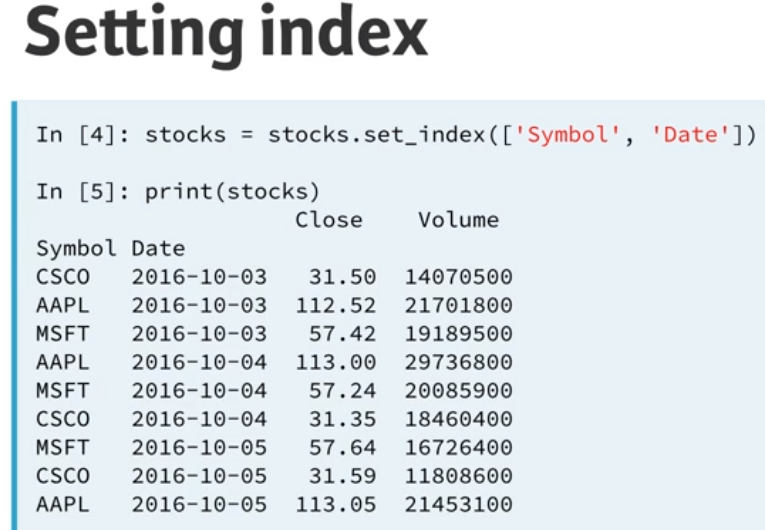 Setting index
In [4]: stocks = stocks.set_index(['Symbol', 'Date'])
In [5]: print(stocks)
                   Close    Volume
Symbol Date
CSCO   2016-10-03   31.50  14070500
AAPL   2016-10-03  112.52  21701800
MSFT   2016-10-03   57.42  19189500
AAPL   2016-10-04  113.00  29736800
MSFT   2016-10-04   57.24  20085900
CSCO   2016-10-04   31.35  18460400
MSFT   2016-10-05   57.64  16726400
CSCO   2016-10-05   31.59  11808600
AAPL   2016-10-05  113.05  21453100